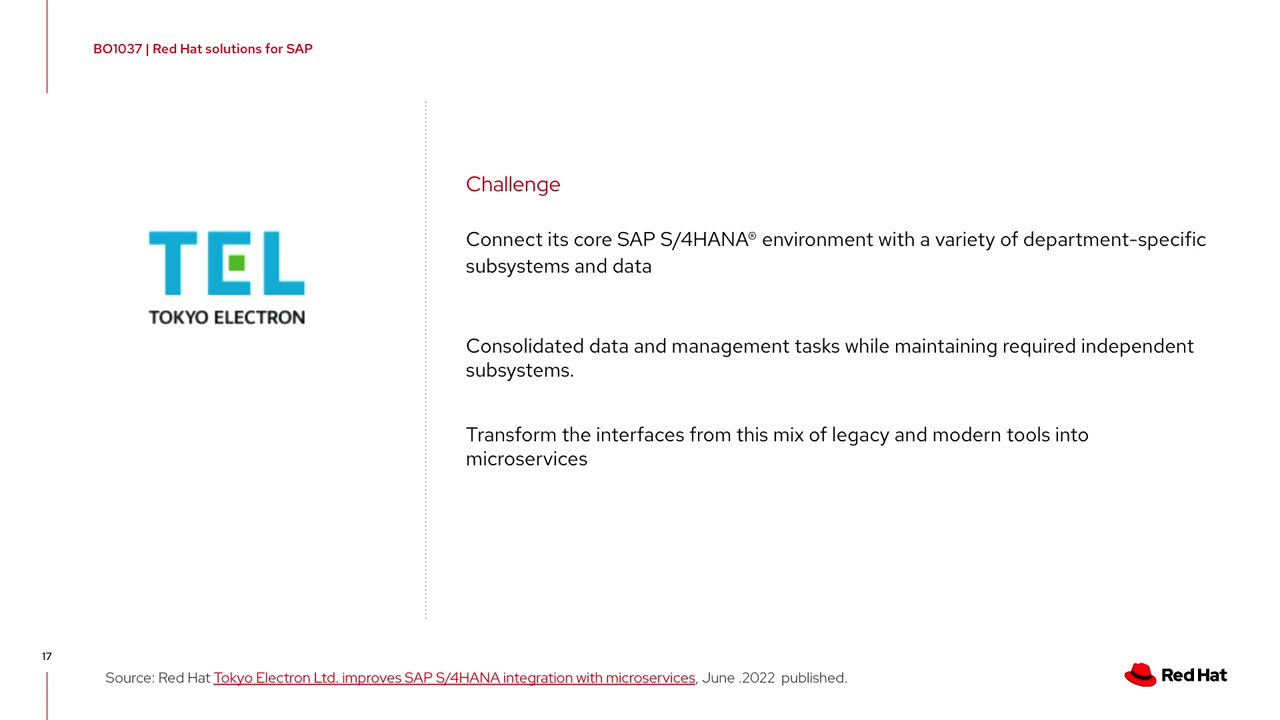 BO1037 | Red Hat solutions for SAP
TEL
TOKYO ELECTRON
Challenge
Connect its core SAP S/4HANA® environment with a variety of department-specific
subsystems and data
Consolidated data and management tasks while maintaining required independent
subsystems.
Transform the interfaces from this mix of legacy and modern tools into
microservices
17
Source: Red Hat Tokyo Electron Ltd. improves SAP S/4HANA integration with microservices, June .2022 published.
Red Hat